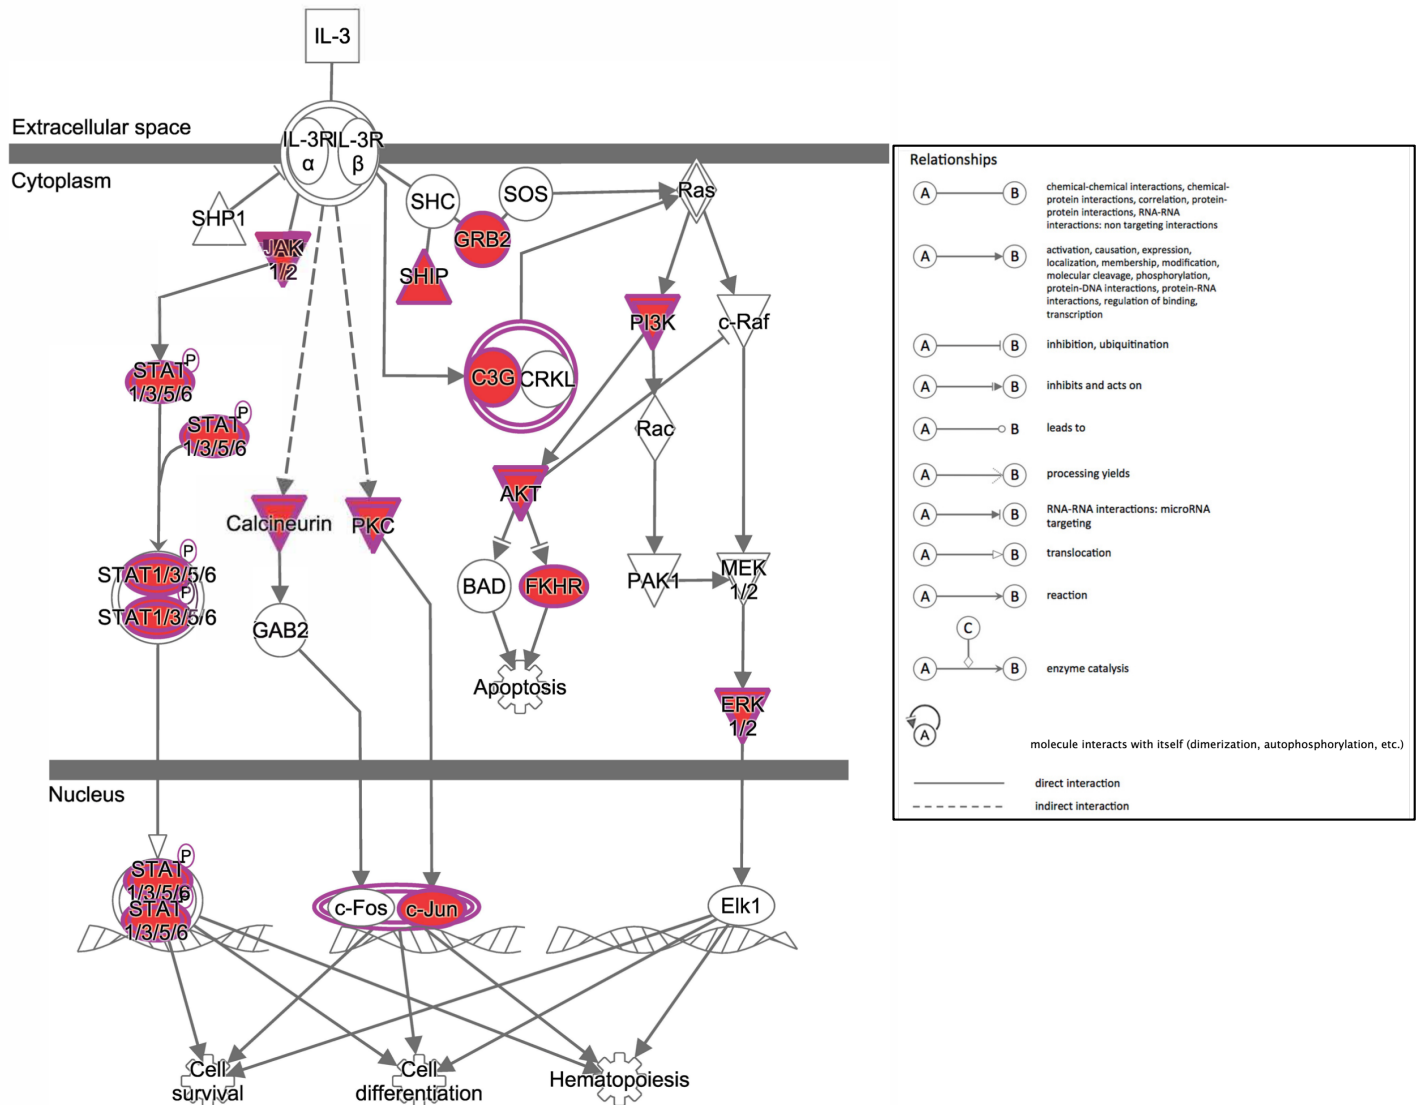 IL-3
Extracellular space
IL-3R
α
IL-3R
β
Cytoplasm
SHP1
JAK
1/2
SHC
SOS
GRB2
SHIP
Ras
PI3K
c-Raf
C3G
CRKL
STAT
1/3/5/6
P
STAT
1/3/5/6
P
Rac
AKT
Calcineurin
PKC
STAT1/3/5/6
P
STAT1/3/5/6
P
GAB2
BAD
FKHR
PAK1
MEK
1/2
Apoptosis
ERK
1/2
Nucleus
STAT
1/3/5/6
P
STAT
1/3/5/6
c-Fos
c-Jun
Elk1
Cell
survival
Cell
differentiation
Hematopoiesis
Relationships
A
B
chemical-chemical interactions, chemical-
protein interactions, correlation, protein-
protein interactions, RNA-RNA
interactions: non targeting interactions
A
B
activation, causation, expression,
localization, membership, modification,
molecular cleavage, phosphorylation,
protein-DNA interactions, protein-RNA
interactions, regulation of binding,
transcription
A
B
inhibition, ubiquitination
A
B
inhibits and acts on
A
B
leads to
A
B
processing yields
A
B
RNA-RNA interactions: microRNA
targeting
A
B
translocation
A
B
reaction
C
A
B
enzyme catalysis
A
molecule interacts with itself (dimerization, autophosphorylation, etc.)
direct interaction
indirect interaction